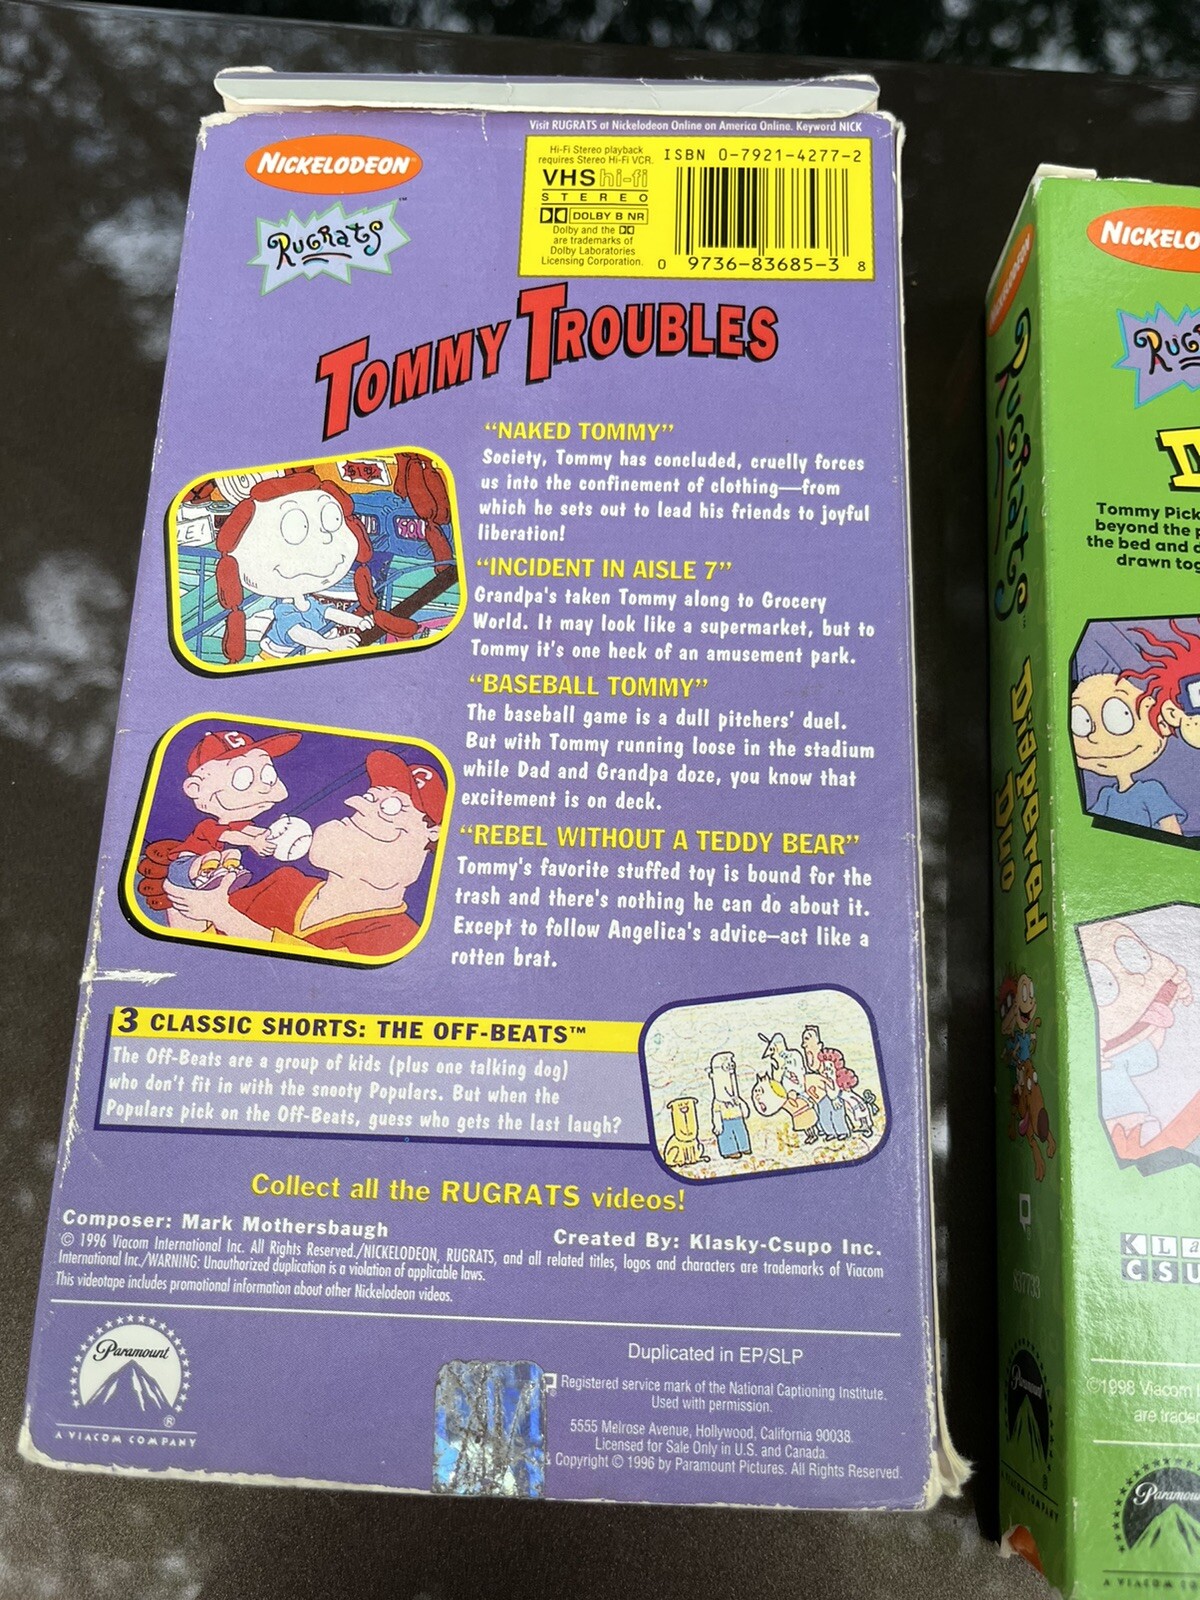 Visit RUGRATS at Nickelodeon Online on America Online. Keyword NICK
NICKELODEON
RUGRATS™
Hi-Fi Stereo playback
requires Stereo Hi-Fi VCR.
VHS hi-fi
STEREO
DOLBY B NR
Dolby and the
are trademarks of
Dolby Laboratories
Licensing Corporation.
ISBN 0-7921-4277-2
0 9736-83685-3 8
TOMMY TROUBLES
“NAKED TOMMY”
Society, Tommy has concluded, cruelly forces
us into the confinement of clothing—from
which he sets out to lead his friends to joyful
liberation!
“INCIDENT IN AISLE 7”
Grandpa's taken Tommy along to Grocery
World. It may look like a supermarket, but to
Tommy it's one heck of an amusement park.
“BASEBALL TOMMY”
The baseball game is a dull pitchers' duel.
But with Tommy running loose in the stadium
while Dad and Grandpa doze, you know that
excitement is on deck.
“REBEL WITHOUT A TEDDY BEAR”
Tommy's favorite stuffed toy is bound for the
trash and there's nothing he can do about it.
Except to follow Angelica's advice—act like a
rotten brat.
G
G
3 CLASSIC SHORTS: THE OFF-BEATS™
The Off-Beats are a group of kids (plus one talking dog)
who don't fit in with the snooty Populars. But when the
Populars pick on the Off-Beats, guess who gets the last laugh?
Collect all the RUGRATS videos!
Composer: Mark Mothersbaugh
Created By: Klasky-Csupo Inc.
© 1996 Viacom International Inc. All Rights Reserved./NICKELODEON, RUGRATS, and all related titles, logos and characters are trademarks of Viacom
International Inc./WARNING: Unauthorized duplication is a violation of applicable laws.
This videotape includes promotional information about other Nickelodeon videos.
Paramount
®
A VIACOM COMPANY
Duplicated in EP/SLP
Registered service mark of the National Captioning Institute.
Used with permission.
5555 Melrose Avenue, Hollywood, California 90038.
Licensed for Sale Only in U.S. and Canada.
& Copyright © 1996 by Paramount Pictures. All Rights Reserved.
NICKELODEON
RUGRATS™
DIAPERED DUO
837733
Paramount
®
A VIACOM COMPANY
NICKELO
RUG
D
Tommy Pick
beyond the p
the bed and
drawn tog
KLA
CSU
©1998 Viacom
are trade
Paramou
A VIACOM CO